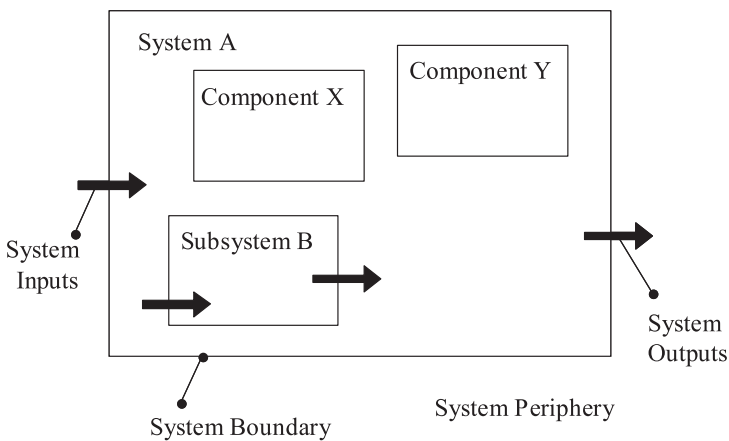 System A
Component X
Component Y
System
Inputs
Subsystem B
System
Outputs
System Boundary
System Periphery